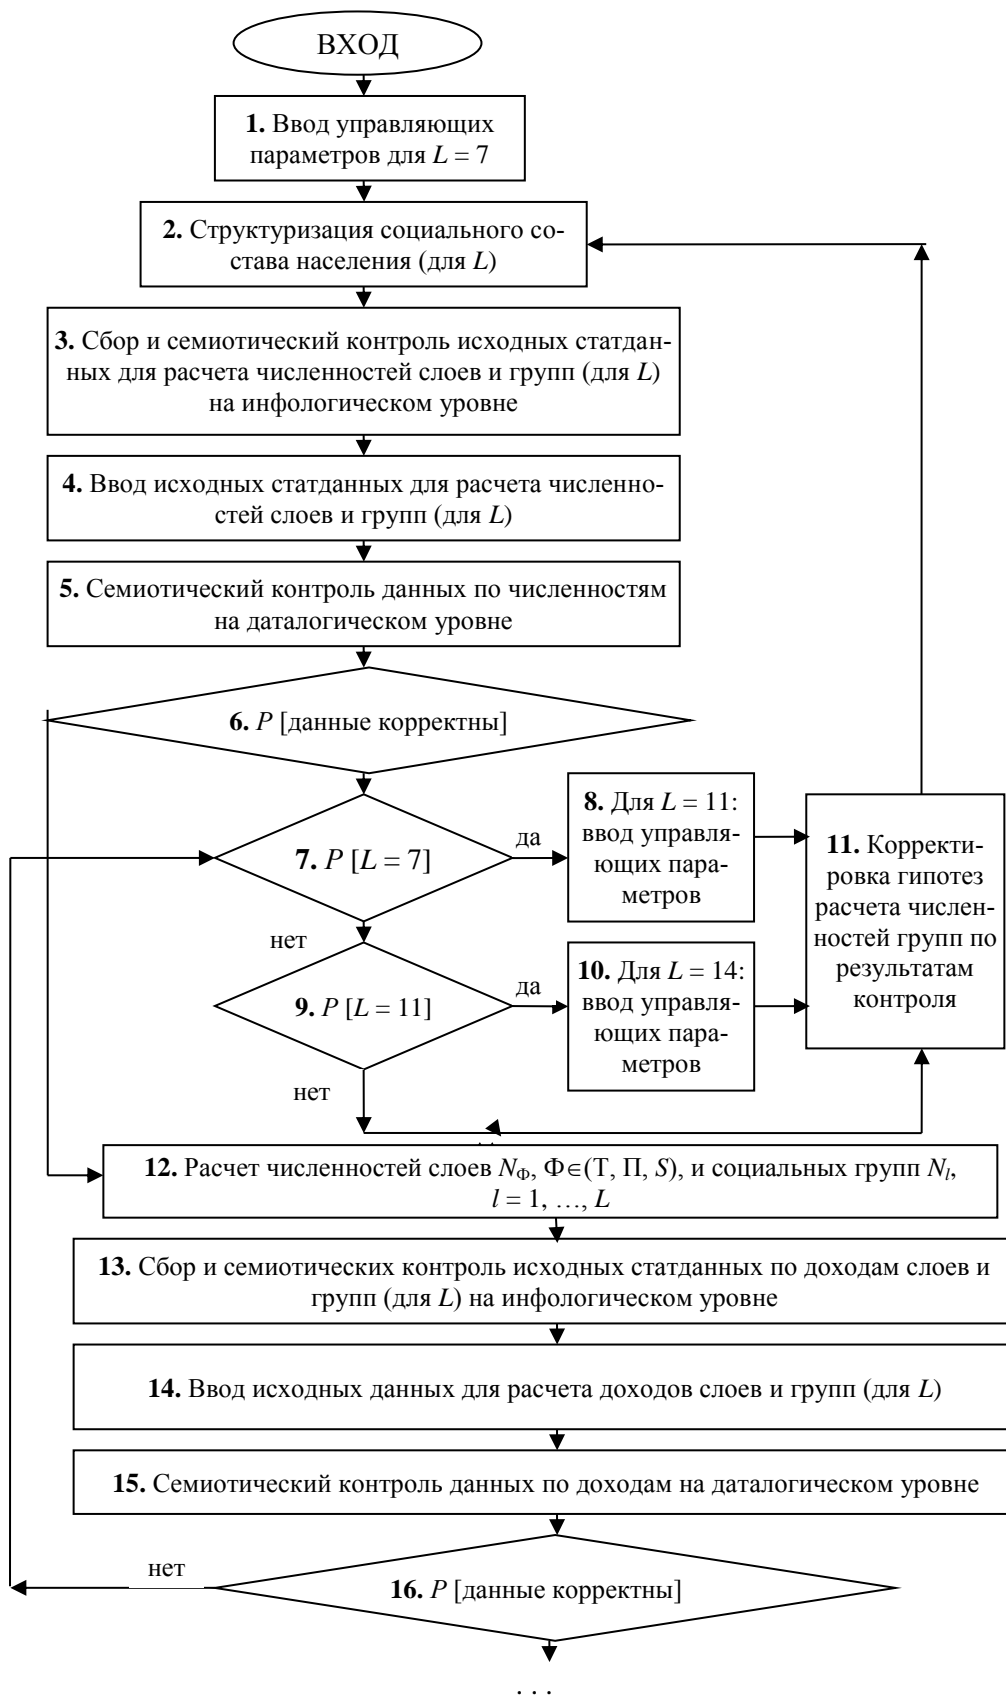 ВХОД
1. Ввод управляющих
параметров для L = 7
2. Структуризация социального со-
става населения (для L)
3. Сбор и семиотический контроль исходных статдан-
ных для расчета численностей слоев и групп (для L)
на инфологическом уровне
4. Ввод исходных статданных для расчета численно-
стей слоев и групп (для L)
5. Семиотический контроль данных по численностям
на даталогическом уровне
6. P [данные корректны]
7. P [L = 7]
да
нет
8. Для L = 11:
ввод управля-
ющих пара-
метров
9. P [L = 11]
да
нет
10. Для L = 14:
ввод управля-
ющих пара-
метров
11. Корректи-
ровка гипотез
расчета числен-
ностей групп по
результатам
контроля
12. Расчет численностей слоев N_Φ, Φ∈(Т, П, S), и социальных групп N_l,
l = 1, …, L
13. Сбор и семиотических контроль исходных статданных по доходам слоев и
групп (для L) на инфологическом уровне
14. Ввод исходных данных для расчета доходов слоев и групп (для L)
15. Семиотический контроль данных по доходам на даталогическом уровне
нет
16. P [данные корректны]
. . .